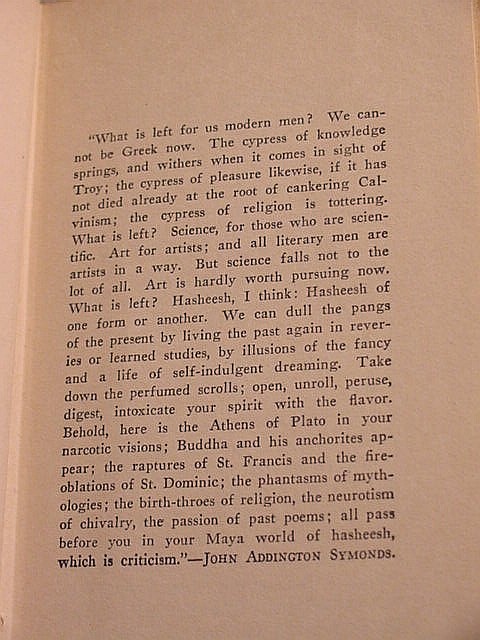 "What is left for us modern men? We can-
not be Greek now. The cypress of knowledge
springs, and withers when it comes in sight of
Troy; the cypress of pleasure likewise, if it has
not died already at the root of cankering Cal-
vinism; the cypress of religion is tottering.
What is left? Science, for those who are scien-
tific. Art for artists; and all literary men are
artists in a way. But science falls not to the
lot of all. Art is hardly worth pursuing now.
What is left? Hasheesh, I think: Hasheesh of
one form or another. We can dull the pangs
of the present by living the past again in rever-
ies or learned studies, by illusions of the fancy
and a life of self-indulgent dreaming. Take
down the perfumed scrolls; open, unroll, peruse,
digest, intoxicate your spirit with the flavor.
Behold, here is the Athens of Plato in your
narcotic visions; Buddha and his anchorites ap-
pear; the raptures of St. Francis and the fire-
oblations of St. Dominic; the phantasms of myth-
ologies; the birth-throes of religion, the neurotism
of chivalry, the passion of past poems; all pass
before you in your Maya world of hasheesh,
which is criticism."—JOHN ADDINGTON SYMONDS.